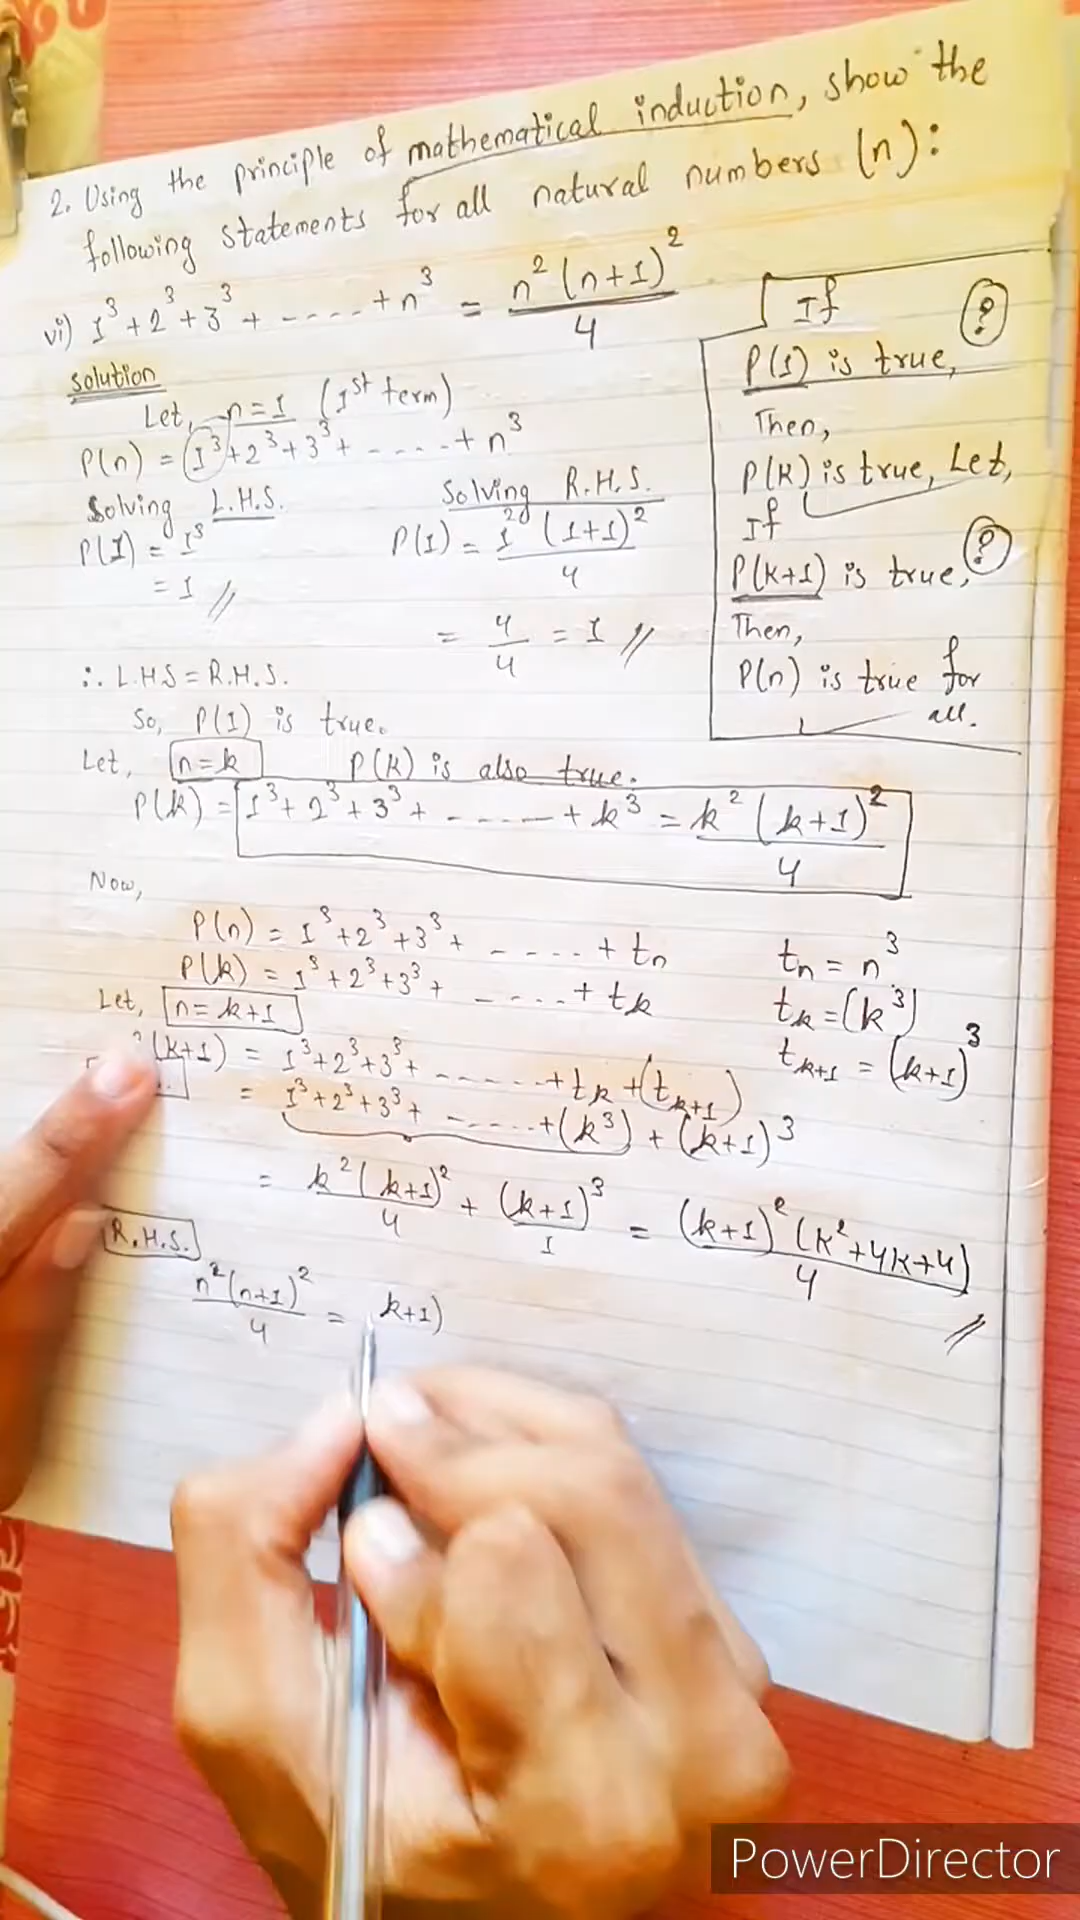 2. Using the principle of mathematical induction, show the
following statements for all natural numbers (n):
vi) 1³ + 2³ + 3³ + - - - .. + n³ = n²(n+1)²/4
solution
Let, n = 1 (1st term)
P(n) = 1³ + 2³ + 3³ + - - - .. + n³
Solving L.H.S.
P(1) = 1³
= 1 //
Solving R.H.S.
P(1) = 1²(1+1)²/4
= 4/4 = 1 //
∴ L.H.S = R.H.S.
So, P(1) is true.
If
P(1) is true, ?
Then,
P(k) is true, Let,
If
P(k+1) is true, ?
Then,
P(n) is true for
all.
Let, n = k P(k) is also true.
P(k) = 1³ + 2³ + 3³ + - - - - + k³ = k²(k+1)²/4
Now,
P(n) = 1³ + 2³ + 3³ + - - - - + tn
P(k) = 1³ + 2³ + 3³ + - - - .. + tk
tn = n³
tk = (k³)
tk+1 = (k+1)³
Let, n = k+1
(k+1) = 1³ + 2³ + 3³ + - - - - .. + tk + (tk+1)
= 1³ + 2³ + 3³ + - - - - .. + (k³) + (k+1)³
= k²(k+1)²/4 + (k+1)³/1 = (k+1)²(k²+4k+4)/4 //
R.H.S.
n²(n+1)²/4 = k+1)
PowerDirector